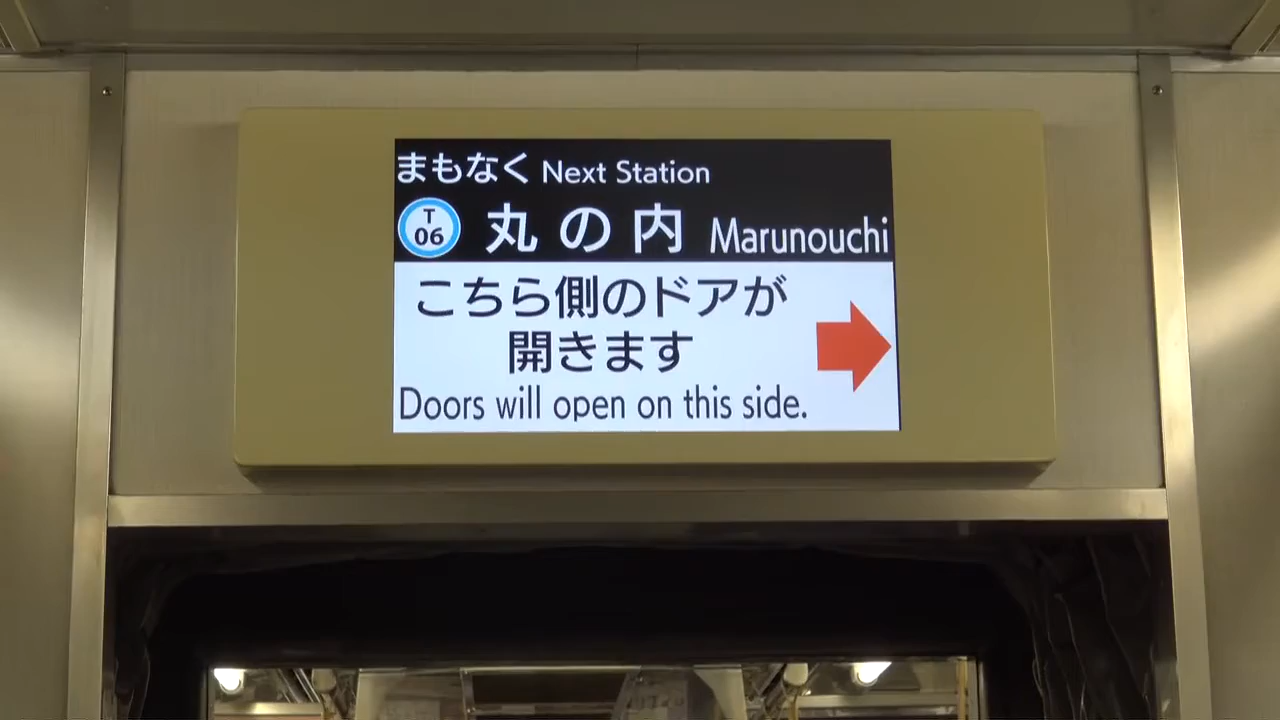 まもなく Next Station
T
06
丸の内 Marunouchi
こちら側のドアが
開きます
Doors will open on this side.